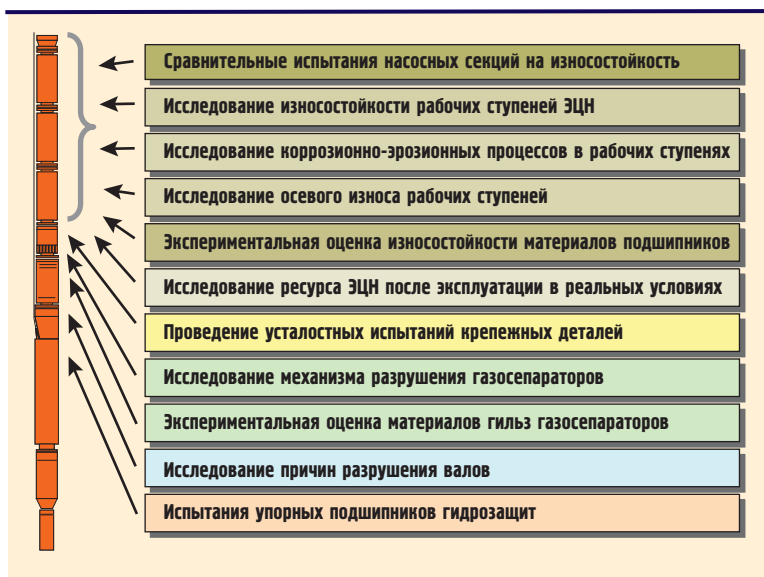 Сравнительные испытания насосных секций на износостойкость
Исследование износостойкости рабочих ступеней ЭЦН
Исследование коррозионно-эрозионных процессов в рабочих ступенях
Исследование осевого износа рабочих ступеней
Экспериментальная оценка износостойкости материалов подшипников
Исследование ресурса ЭЦН после эксплуатации в реальных условиях
Проведение усталостных испытаний крепежных деталей
Исследование механизма разрушения газосепараторов
Экспериментальная оценка материалов гильз газосепараторов
Исследование причин разрушения валов
Испытания упорных подшипников гидрозащит